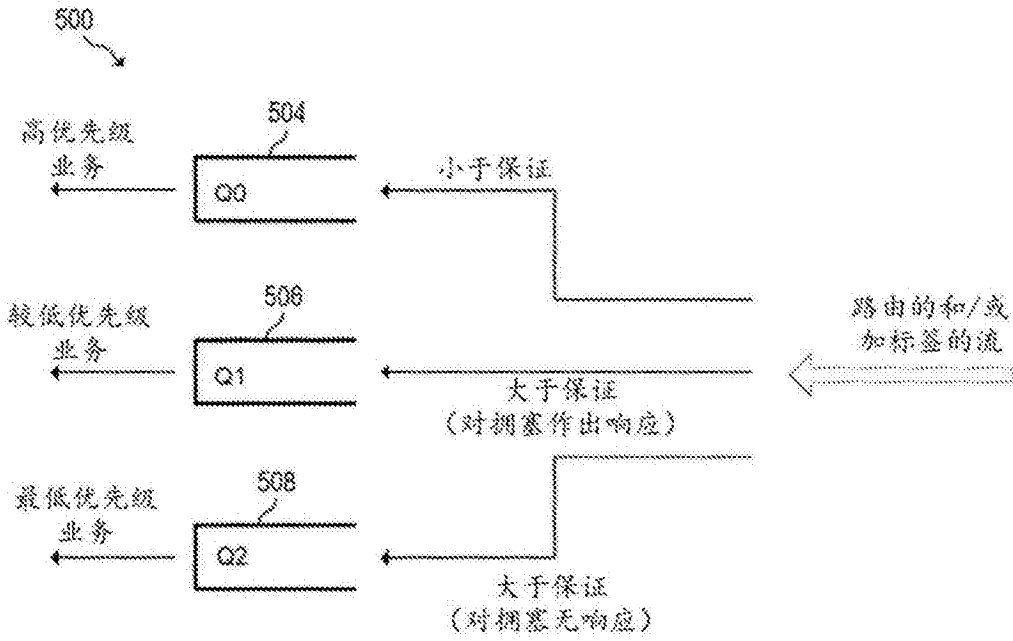 500
高优先级
业务
504
Q0
小于保证
较低优先级
业务
506
Q1
大于保证
(对拥塞作出响应)
路由的和/或
加标签的流
最低优先级
业务
508
Q2
大于保证
(对拥塞无响应)